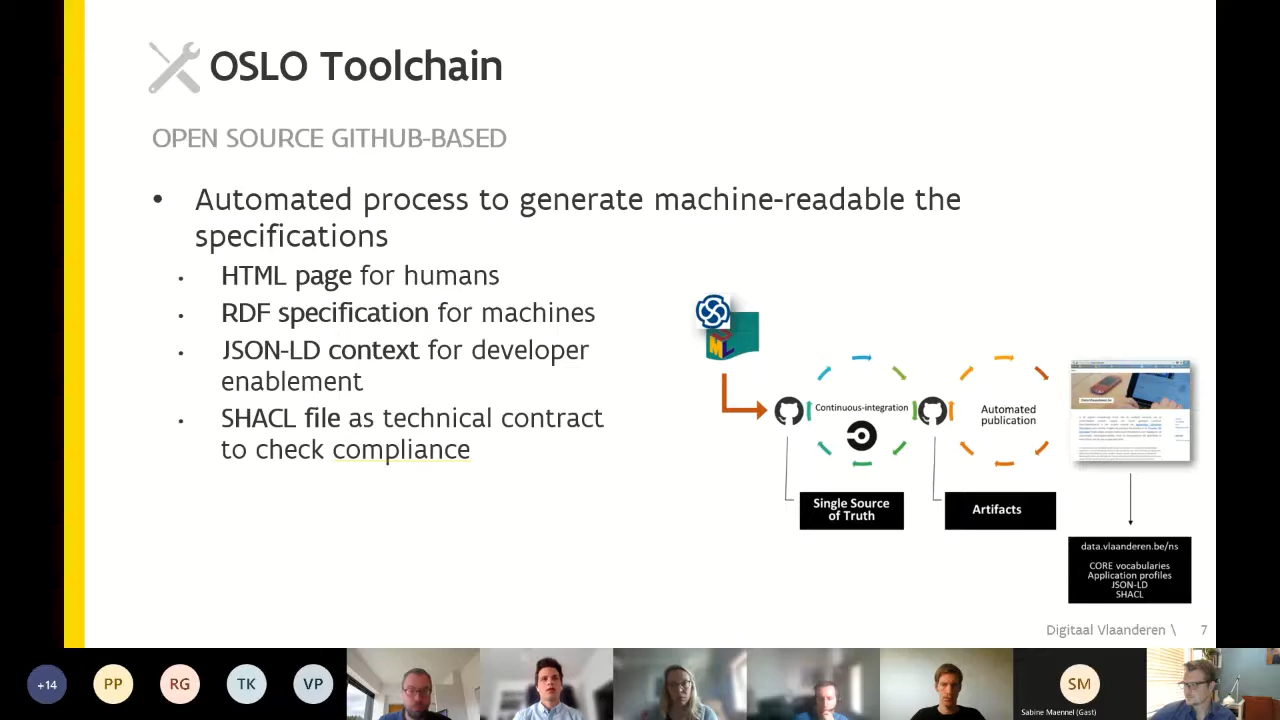 OSLO Toolchain
OPEN SOURCE GITHUB-BASED
• Automated process to generate machine-readable the
specifications
• HTML page for humans
• RDF specification for machines
• JSON-LD context for developer
enablement
• SHACL file as technical contract
to check compliance
UML
Continuous-integration
Automated
publication
Single Source
of Truth
Artifacts
data.vlaanderen.be/ns
CORE vocabularies
Application profiles
JSON-LD
SHACL
Digitaal Vlaanderen \ 7
+14
PP
RG
TK
VP
SM
Sabine Maennel (Gast)